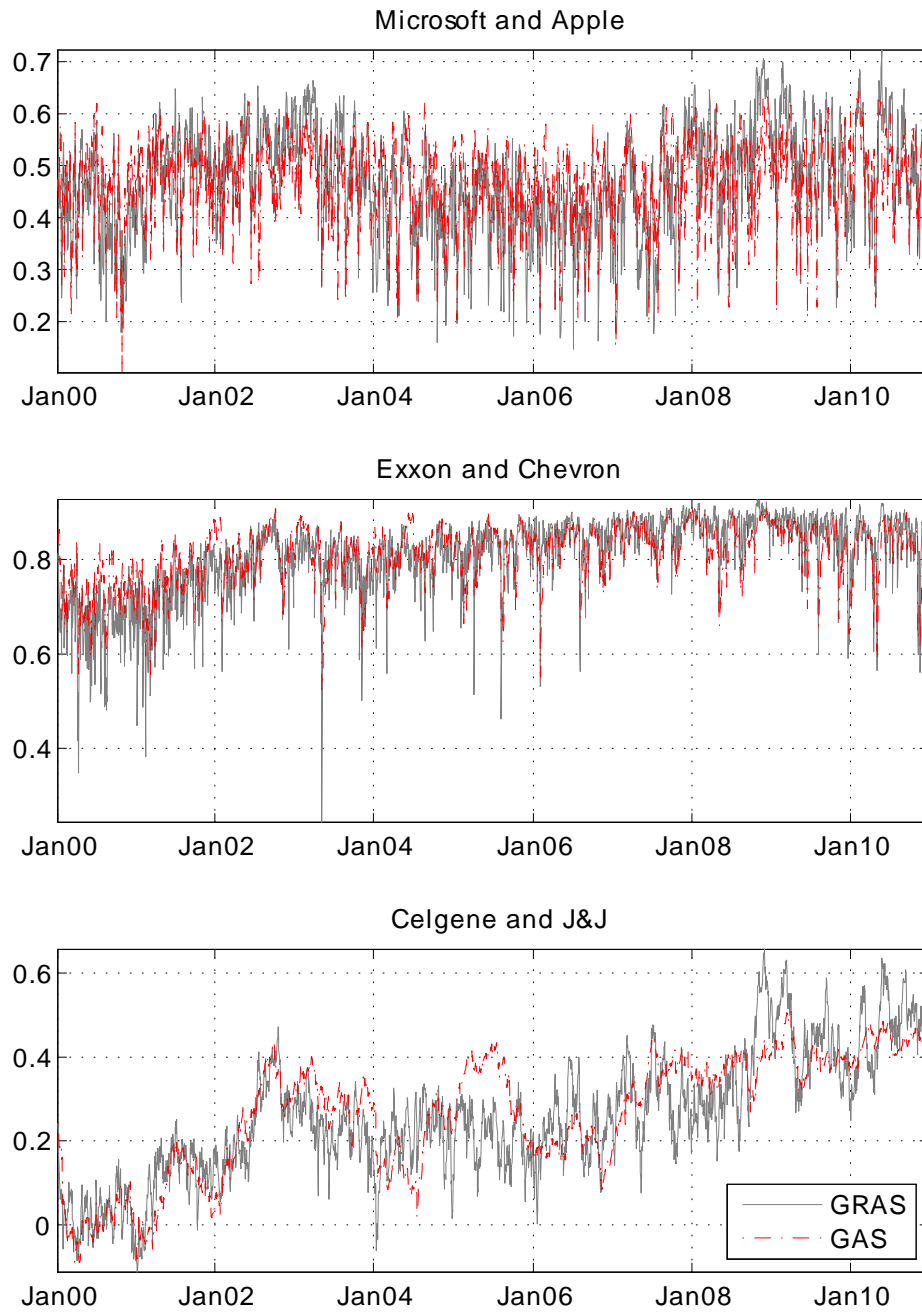 Microsoft and Apple
0.7
0.6
0.5
0.4
0.3
0.2
Jan00 Jan02 Jan04 Jan06 Jan08 Jan10
Exxon and Chevron
0.8
0.6
0.4
Jan00 Jan02 Jan04 Jan06 Jan08 Jan10
Celgene and J&J
0.6
0.4
0.2
0
GRAS
GAS
Jan00 Jan02 Jan04 Jan06 Jan08 Jan10